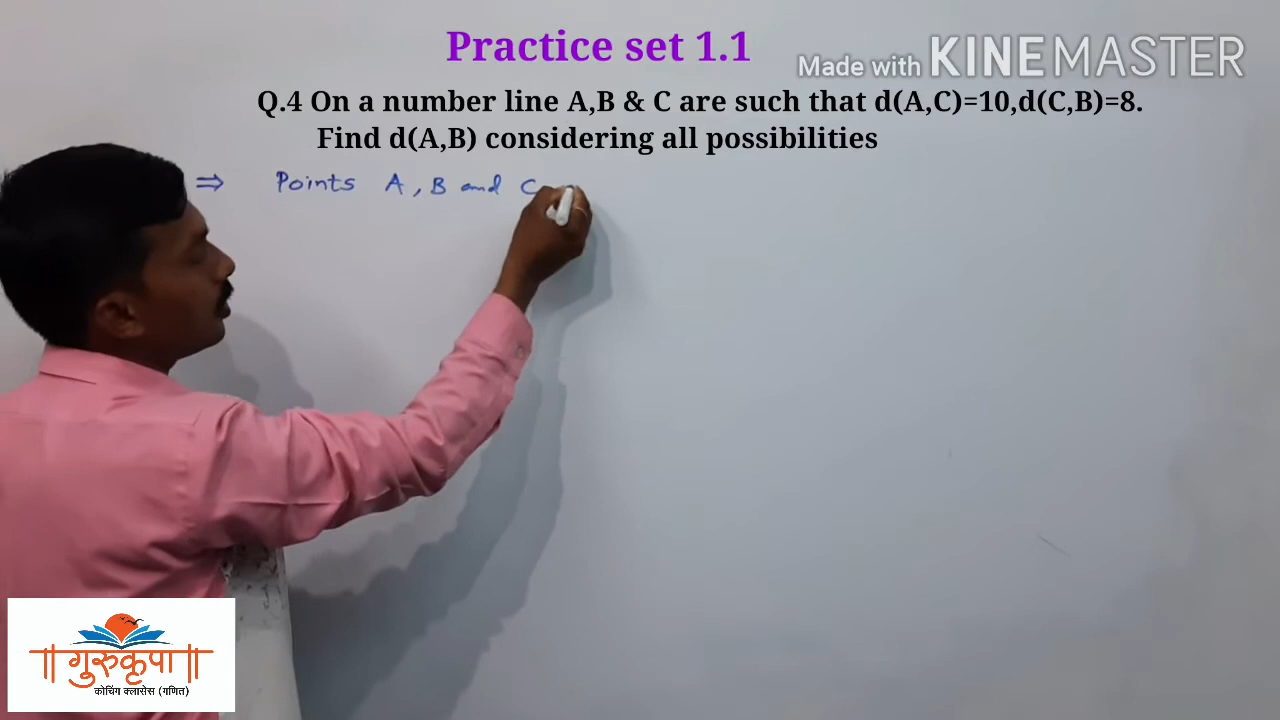 Practice set 1.1
Made with KINEMASTER
Q.4 On a number line A,B & C are such that d(A,C)=10,d(C,B)=8.
Find d(A,B) considering all possibilities
⇒ Points A, B and C
गुरुकृपा
कोचिंग क्लासेस (गणित)